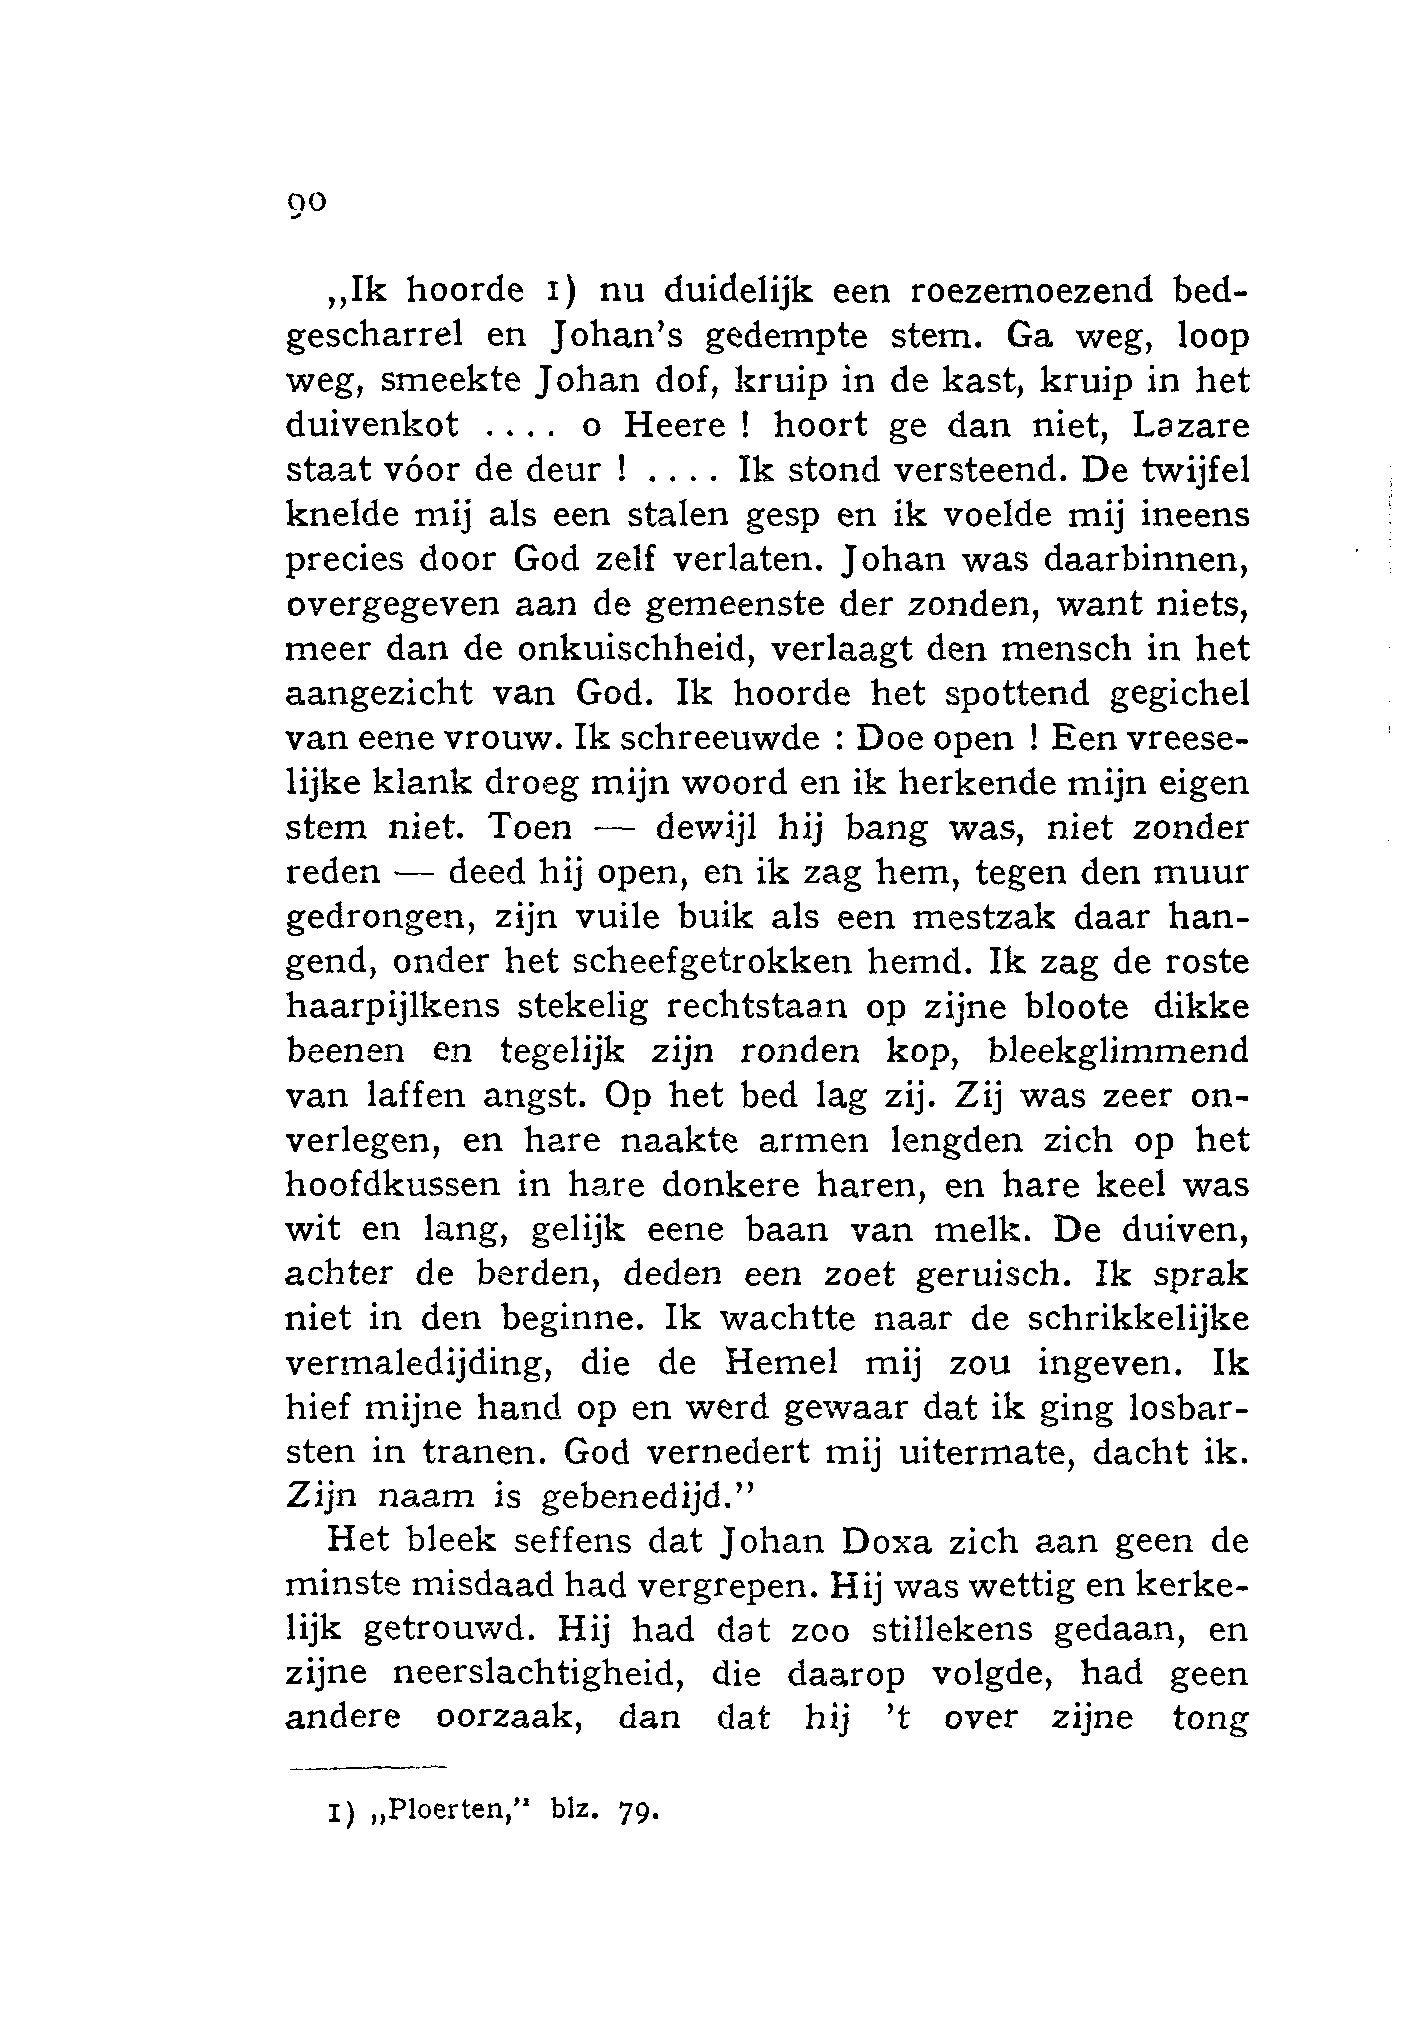 90
„Ik hoorde 1) nu duidelijk een roezemoezend bed-
gescharrel en Johan's gedempte stem. Ga weg, loop
weg, smeekte Johan dof, kruip in de kast, kruip in het
duivenkot .... o Heere ! hoort ge dan niet, Lazare
staat vóor de deur ! .... Ik stond versteend. De twijfel
knelde mij als een stalen gesp en ik voelde mij ineens
precies door God zelf verlaten. Johan was daarbinnen,
overgegeven aan de gemeenste der zonden, want niets,
meer dan de onkuischheid, verlaagt den mensch in het
aangezicht van God. Ik hoorde het spottend gegichel
van eene vrouw. Ik schreeuwde : Doe open ! Een vreese-
lijke klank droeg mijn woord en ik herkende mijn eigen
stem niet. Toen — dewijl hij bang was, niet zonder
reden — deed hij open, en ik zag hem, tegen den muur
gedrongen, zijn vuile buik als een mestzak daar han-
gend, onder het scheefgetrokken hemd. Ik zag de roste
haarpijlkens stekelig rechtstaan op zijne bloote dikke
beenen en tegelijk zijn ronden kop, bleekglimmend
van laffen angst. Op het bed lag zij. Zij was zeer on-
verlegen, en hare naakte armen lengden zich op het
hoofdkussen in hare donkere haren, en hare keel was
wit en lang, gelijk eene baan van melk. De duiven,
achter de berden, deden een zoet geruisch. Ik sprak
niet in den beginne. Ik wachtte naar de schrikkelijke
vermaledijding, die de Hemel mij zou ingeven. Ik
hief mijne hand op en werd gewaar dat ik ging losbar-
sten in tranen. God vernedert mij uitermate, dacht ik.
Zijn naam is gebenedijd.”
Het bleek seffens dat Johan Doxa zich aan geen de
minste misdaad had vergrepen. Hij was wettig en kerke-
lijk getrouwd. Hij had dat zoo stillekens gedaan, en
zijne neerslachtigheid, die daarop volgde, had geen
andere oorzaak, dan dat hij 't over zijne tong
1) „Ploerten,” blz. 79.